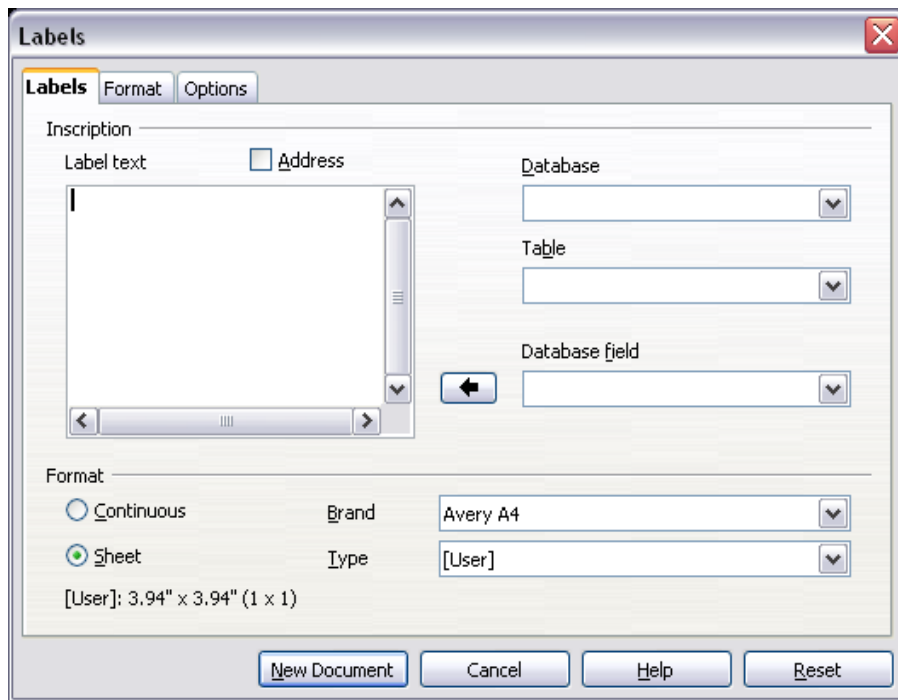 Labels
Labels Format Options
Inscription
Label text Address Database
Table
Database field
Format
Continuous Brand Avery A4
Sheet Type [User]
[User]: 3.94" x 3.94" (1 x 1)
New Document Cancel Help Reset